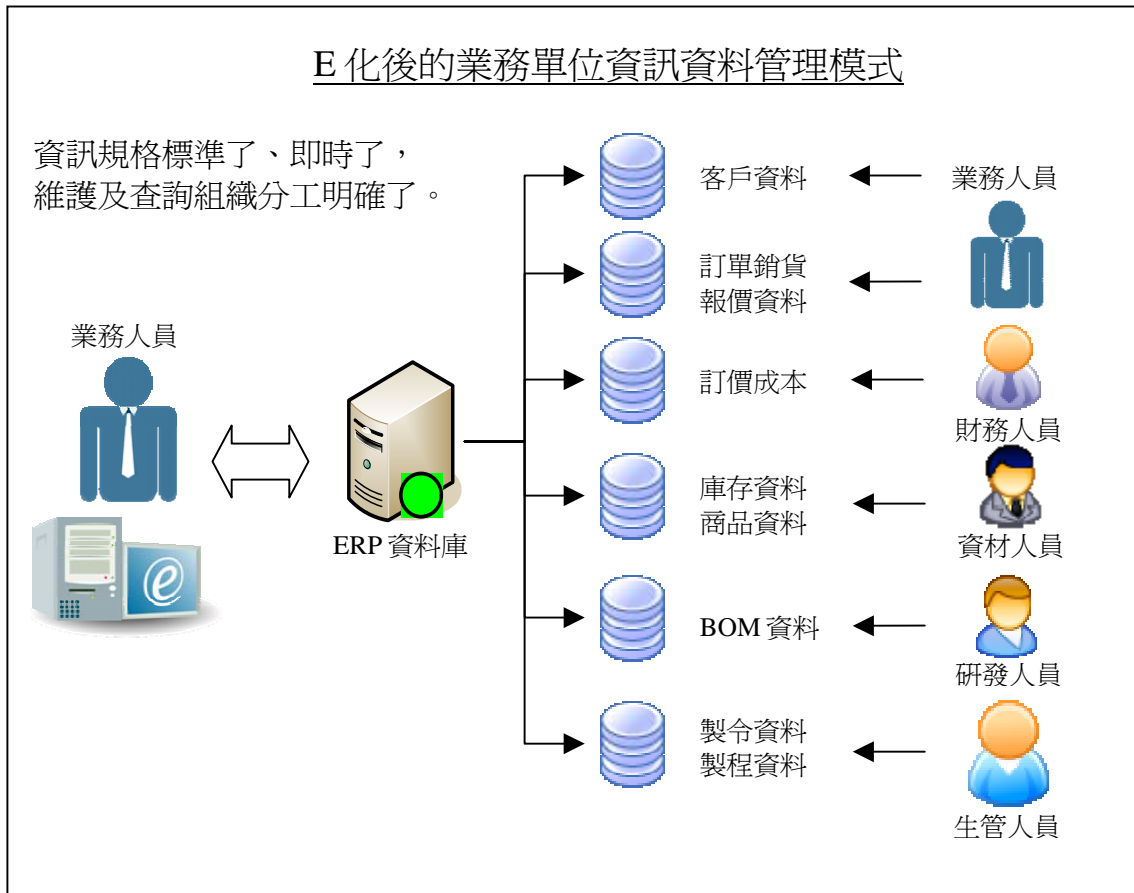 E 化後的業務單位資訊資料管理模式
資訊規格標準了、即時了，
維護及查詢組織分工明確了。
業務人員
ERP 資料庫
客戶資料
業務人員
訂單銷貨
報價資料
訂價成本
財務人員
庫存資料
商品資料
資材人員
BOM 資料
研發人員
製令資料
製程資料
生管人員